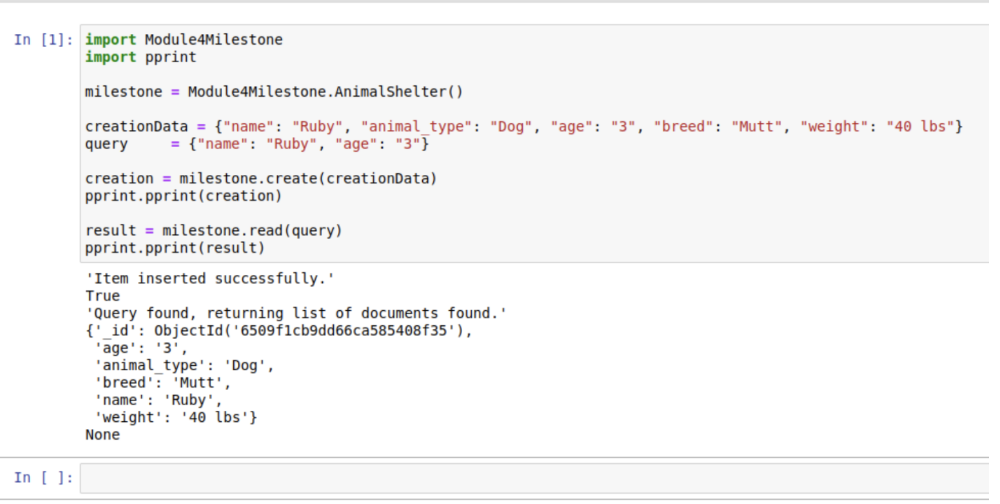 In [1]: import Module4Milestone
import pprint
milestone = Module4Milestone.AnimalShelter()
creationData = {"name": "Ruby", "animal_type": "Dog", "age": "3", "breed": "Mutt", "weight": "40 lbs"}
query     = {"name": "Ruby", "age": "3"}
creation = milestone.create(creationData)
pprint.pprint(creation)
result = milestone.read(query)
pprint.pprint(result)
'Item inserted successfully.'
True
'Query found, returning list of documents found.'
{'_id': ObjectId('6509f1cb9dd66ca585408f35'),
 'age': '3',
 'animal_type': 'Dog',
 'breed': 'Mutt',
 'name': 'Ruby',
 'weight': '40 lbs'}
None
In [ ]: